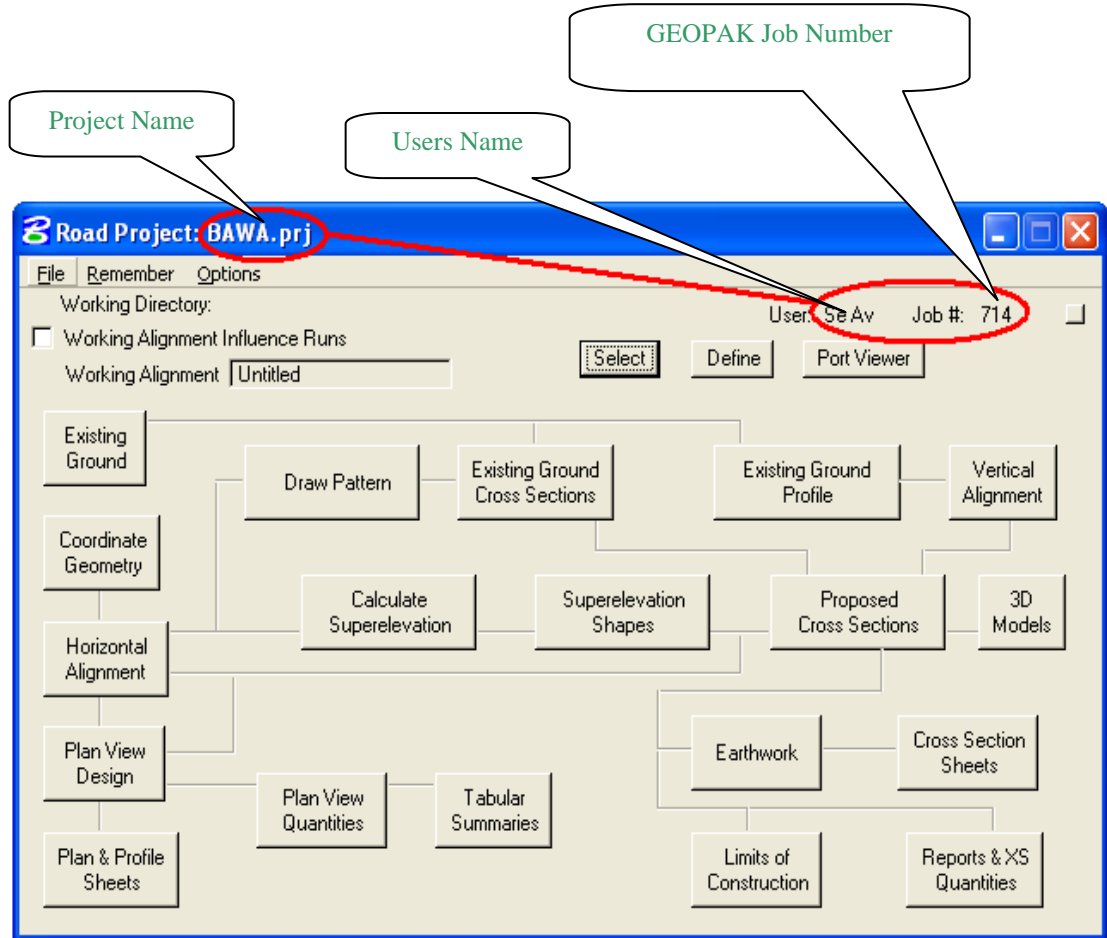 GEOPAK Job Number
Project Name
Users Name
Road Project: BAWA.prj
File Remember Options
Working Directory:
User: Se Av Job #: 714
Working Alignment Influence Runs
Working Alignment Untitled
Select Define Port Viewer
Existing
Ground
Draw Pattern
Existing Ground
Cross Sections
Existing Ground
Profile
Vertical
Alignment
Coordinate
Geometry
Calculate
Superelevation
Superelevation
Shapes
Proposed
Cross Sections
3D
Models
Horizontal
Alignment
Plan View
Design
Earthwork
Cross Section
Sheets
Plan View
Quantities
Tabular
Summaries
Plan & Profile
Sheets
Limits of
Construction
Reports & XS
Quantities